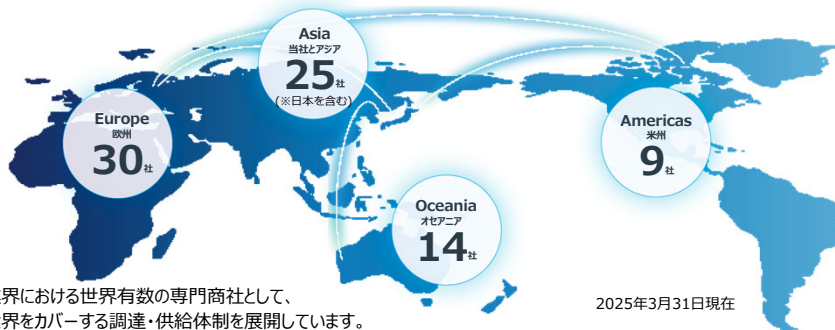 Asia
当社とアジア
25社
(※日本を含む)
Europe
欧州
30社
Americas
米州
9社
Oceania
オセアニア
14社
界における世界有数の専門商社として、
界をカバーする調達・供給体制を展開しています。
2025年3月31日現在